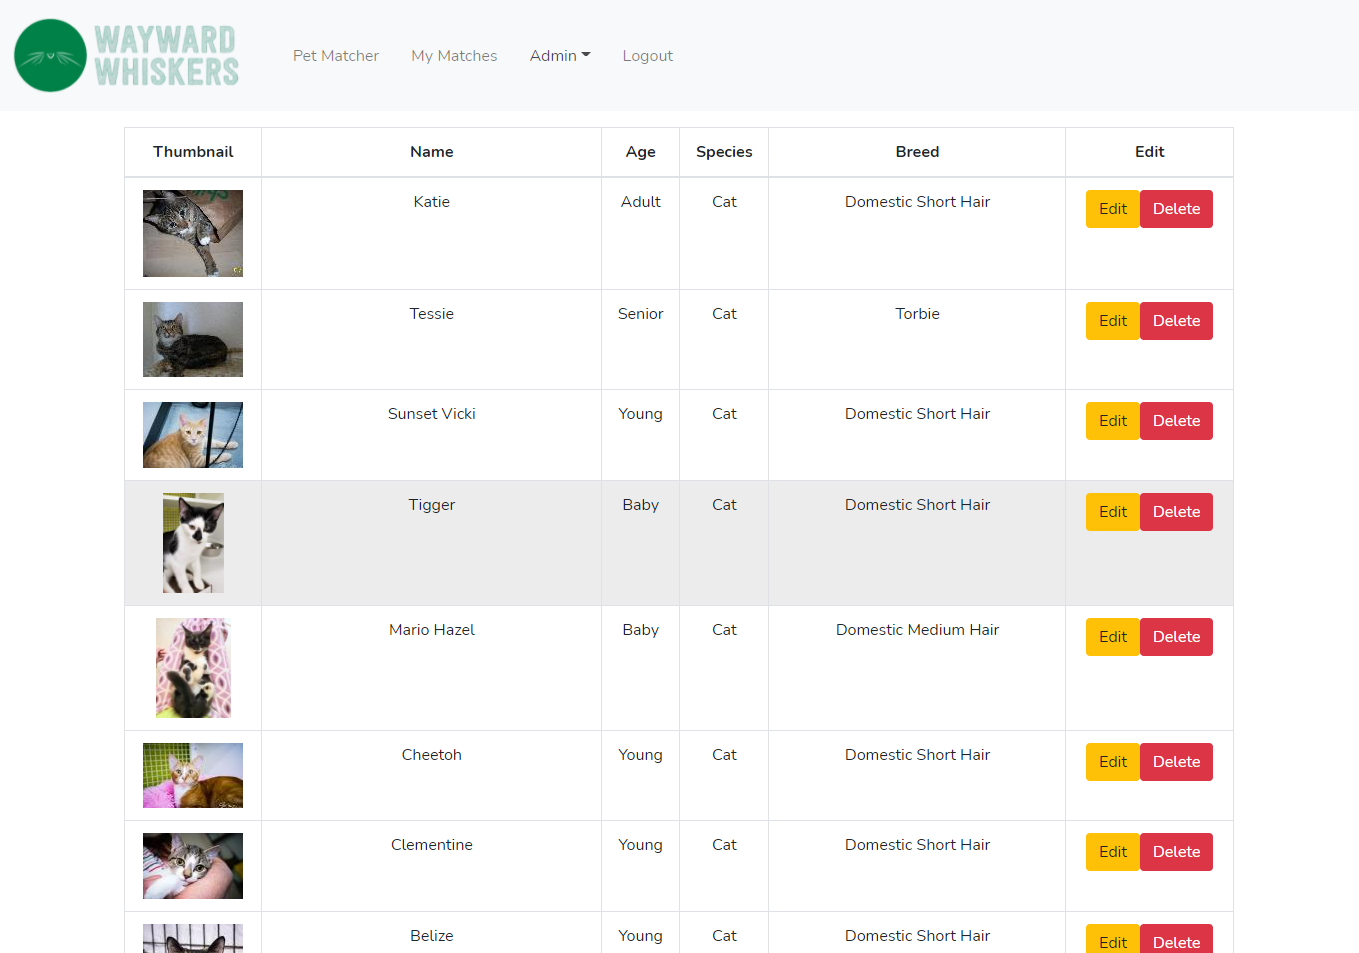 WAYWARD
WHISKERS
Pet Matcher My Matches Admin Logout
Thumbnail Name Age Species Breed Edit
Katie Adult Cat Domestic Short Hair Edit Delete
Tessie Senior Cat Torbie Edit Delete
Sunset Vicki Young Cat Domestic Short Hair Edit Delete
Tigger Baby Cat Domestic Short Hair Edit Delete
Mario Hazel Baby Cat Domestic Medium Hair Edit Delete
Cheetoh Young Cat Domestic Short Hair Edit Delete
Clementine Young Cat Domestic Short Hair Edit Delete
Belize Young Cat Domestic Short Hair Edit Delete